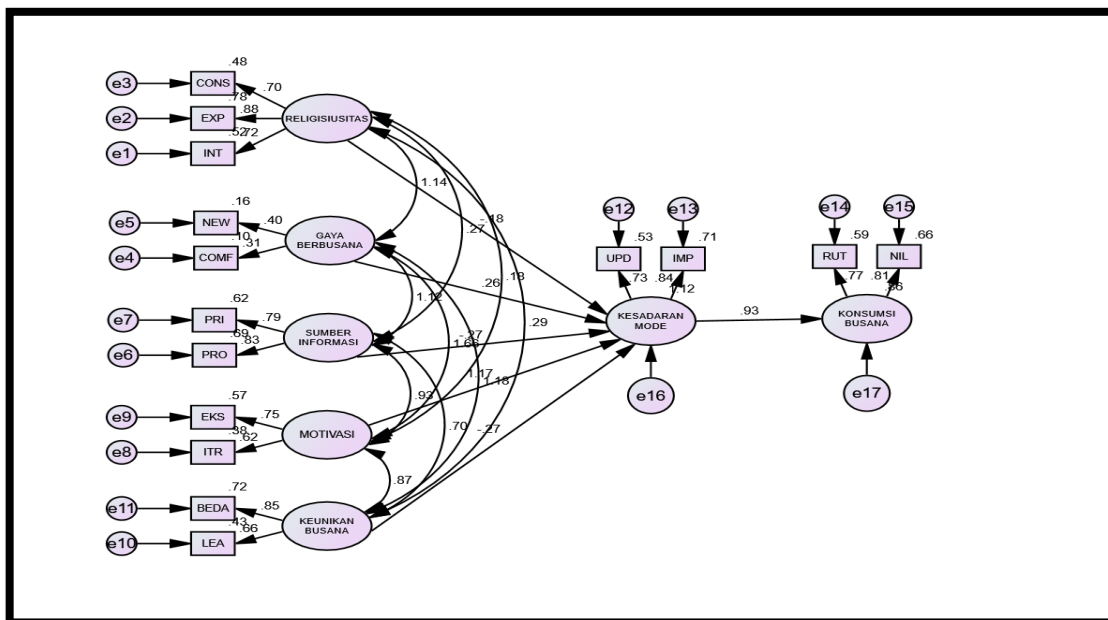 .48
e3
CONS
.70
.78
e2
EXP
.88
RELIGISIUSITAS
.52
.72
e1
INT
1.14
-.18
.27
.16
e5
NEW
.40
GAYA
BERBUSANA
.10
.31
e4
COMF
.26
.18
1.12
.29
e12
e13
.53
.71
UPD
IMP
.73
.84
1.12
KESADARAN
MODE
.93
e14
e15
.59
.66
RUT
NIL
.77
.81
.86
KONSUMSI
BUSANA
.62
e7
PRI
.79
SUMBER
INFORMASI
.69
.83
e6
PRO
-.27
1.66
1.17
1.18
.93
e16
e17
.57
e9
EKS
.75
MOTIVASI
.38
.62
e8
ITR
.70
-.27
.87
.72
e11
BEDA
.85
KEUNIKAN
BUSANA
.43
.66
e10
LEA